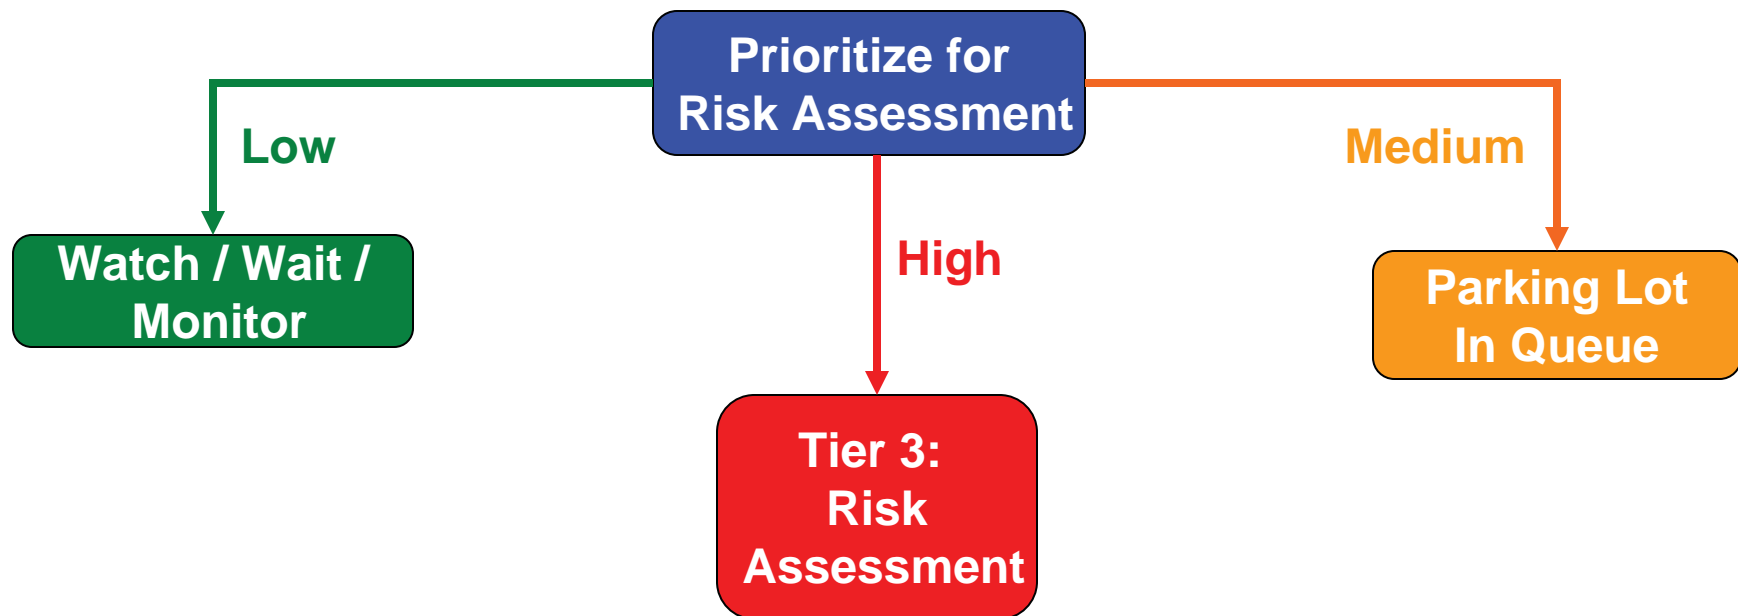 Prioritize for
Risk Assessment
Low
Medium
High
Watch / Wait /
Monitor
Parking Lot
In Queue
Tier 3:
Risk
Assessment